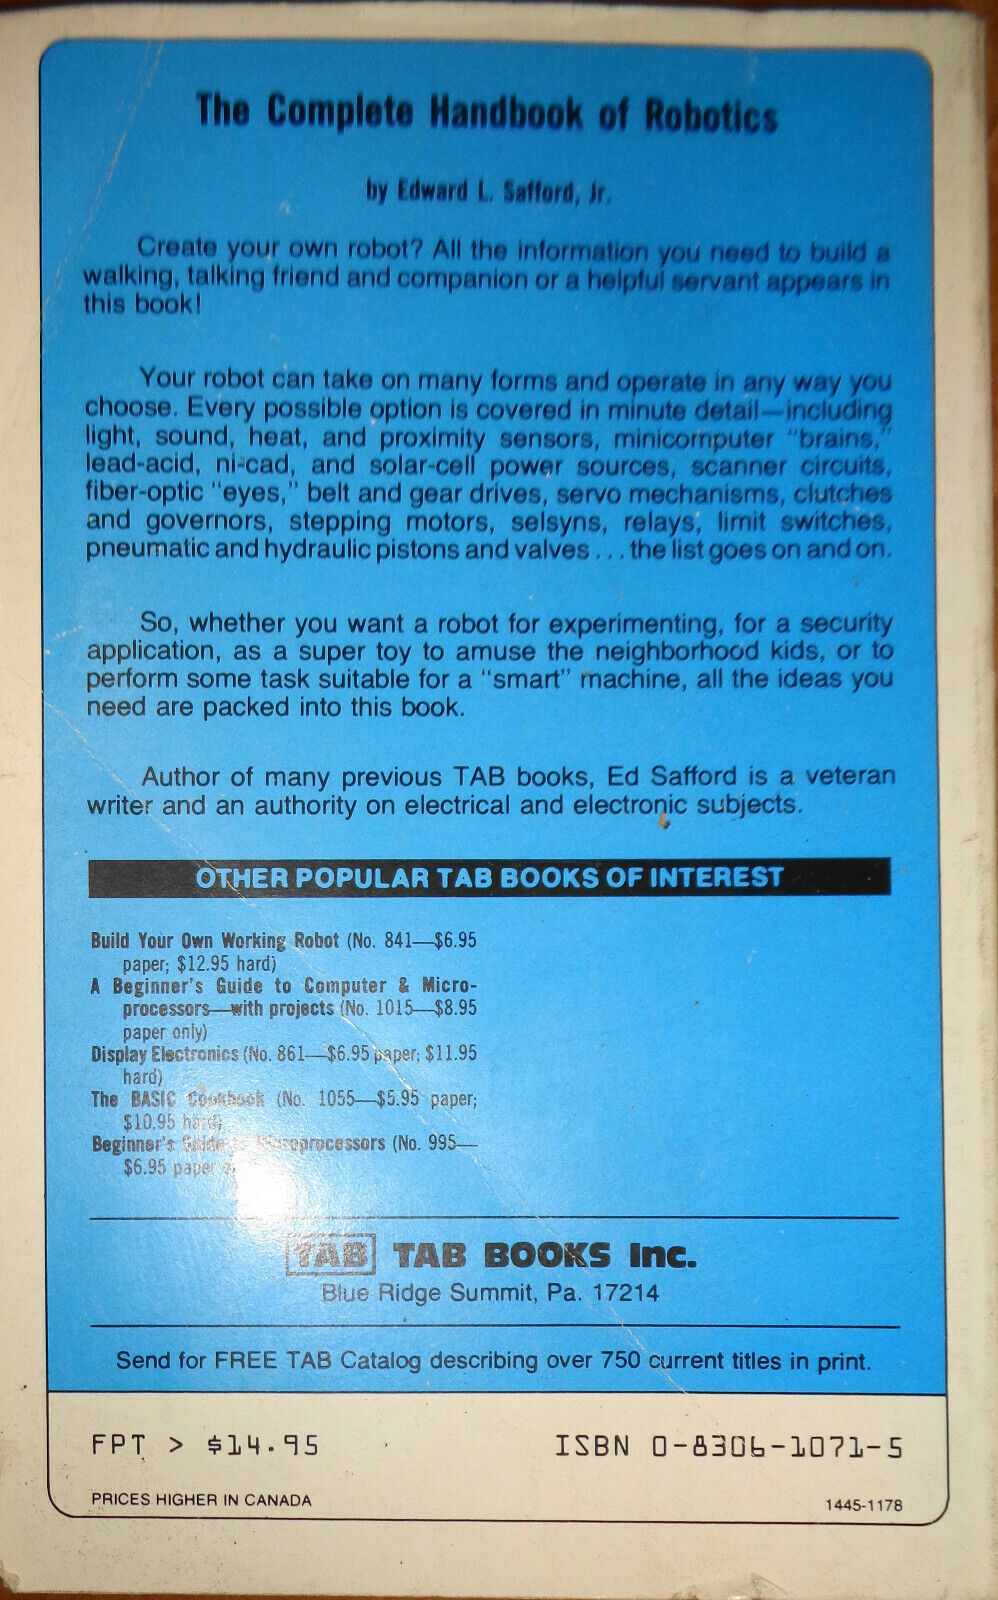 The Complete Handbook of Robotics
by Edward L. Safford, Jr.
Create your own robot? All the information you need to build a
walking, talking friend and companion or a helpful servant appears in
this book!
Your robot can take on many forms and operate in any way you
choose. Every possible option is covered in minute detail—including
light, sound, heat, and proximity sensors, minicomputer "brains,"
lead-acid, ni-cad, and solar-cell power sources, scanner circuits,
fiber-optic "eyes," belt and gear drives, servo mechanisms, clutches
and governors, stepping motors, selsyns, relays, limit switches,
pneumatic and hydraulic pistons and valves . . . the list goes on and on.
So, whether you want a robot for experimenting, for a security
application, as a super toy to amuse the neighborhood kids, or to
perform some task suitable for a "smart" machine, all the ideas you
need are packed into this book.
Author of many previous TAB books, Ed Safford is a veteran
writer and an authority on electrical and electronic subjects.
OTHER POPULAR TAB BOOKS OF INTEREST
Build Your Own Working Robot (No. 841—$6.95
paper; $12.95 hard)
A Beginner's Guide to Computer & Micro-
processors—with projects (No. 1015—$8.95
paper only)
Display Electronics (No. 861—$6.95 paper; $11.95
hard)
The BASIC Cookbook (No. 1055—$5.95 paper;
$10.95 hard)
Beginner's Guide to Microprocessors (No. 995—
$6.95 paper
TAB TAB BOOKS Inc.
Blue Ridge Summit, Pa. 17214
Send for FREE TAB Catalog describing over 750 current titles in print.
FPT > $14.95
ISBN 0-8306-1071-5
PRICES HIGHER IN CANADA
1445-1178